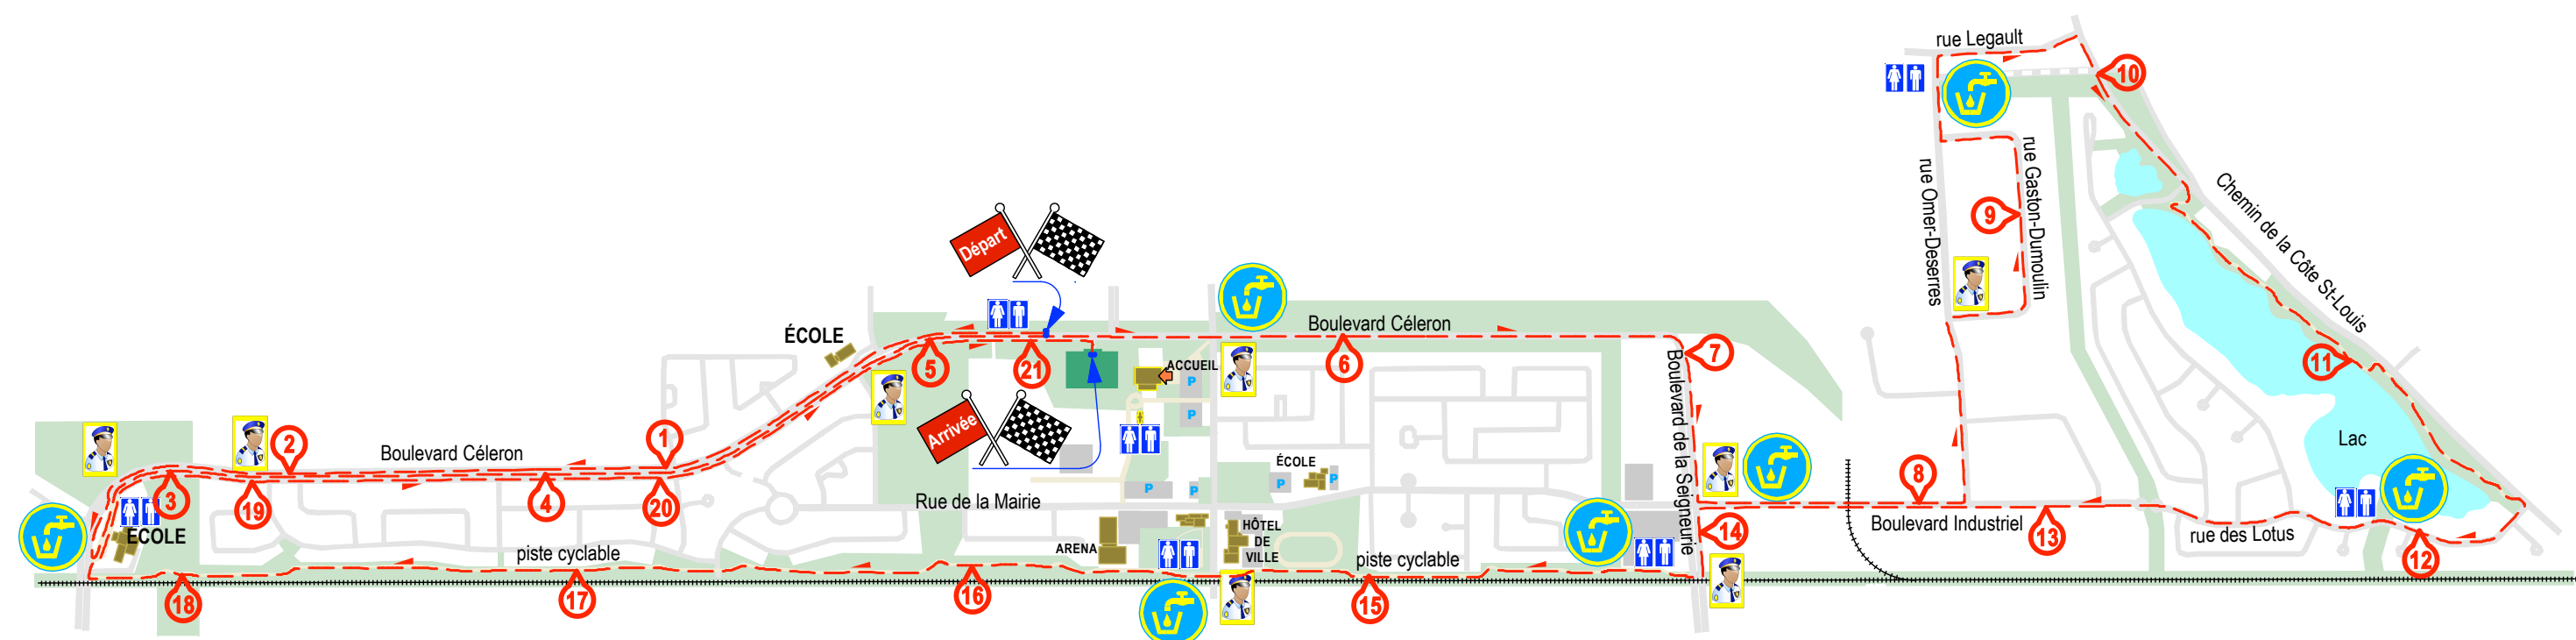 rue Legault
10
rue Omer-Deserres
rue Gaston-Dumoulin
9
Chemin de la Côte St-Louis
Départ
ÉCOLE
Boulevard Céleron
5
21
6
7
11
ACCUEIL
P
P
Boulevard de la Seigneurie
Arrivée
Lac
2
Boulevard Céleron
1
3
19
4
20
ÉCOLE
P
P
P
P
8
Rue de la Mairie
ÉCOLE
ARENA
HÔTEL
DE
VILLE
14
Boulevard Industriel
13
rue des Lotus
12
piste cyclable
piste cyclable
18
17
16
15